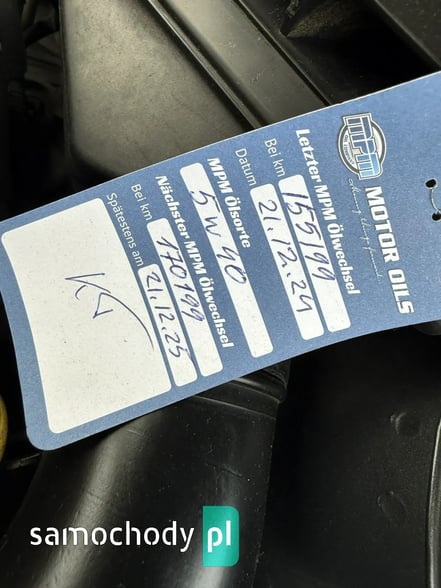 MPM
MOTOR OILS
Letzter MPM Ölwechsel
Bei km 155199
Datum 21.12.24
MPM Ölsorte
5W40
Nächster MPM Ölwechsel
Bei km 170199
Spätestens am 21.12.25
samochody pl